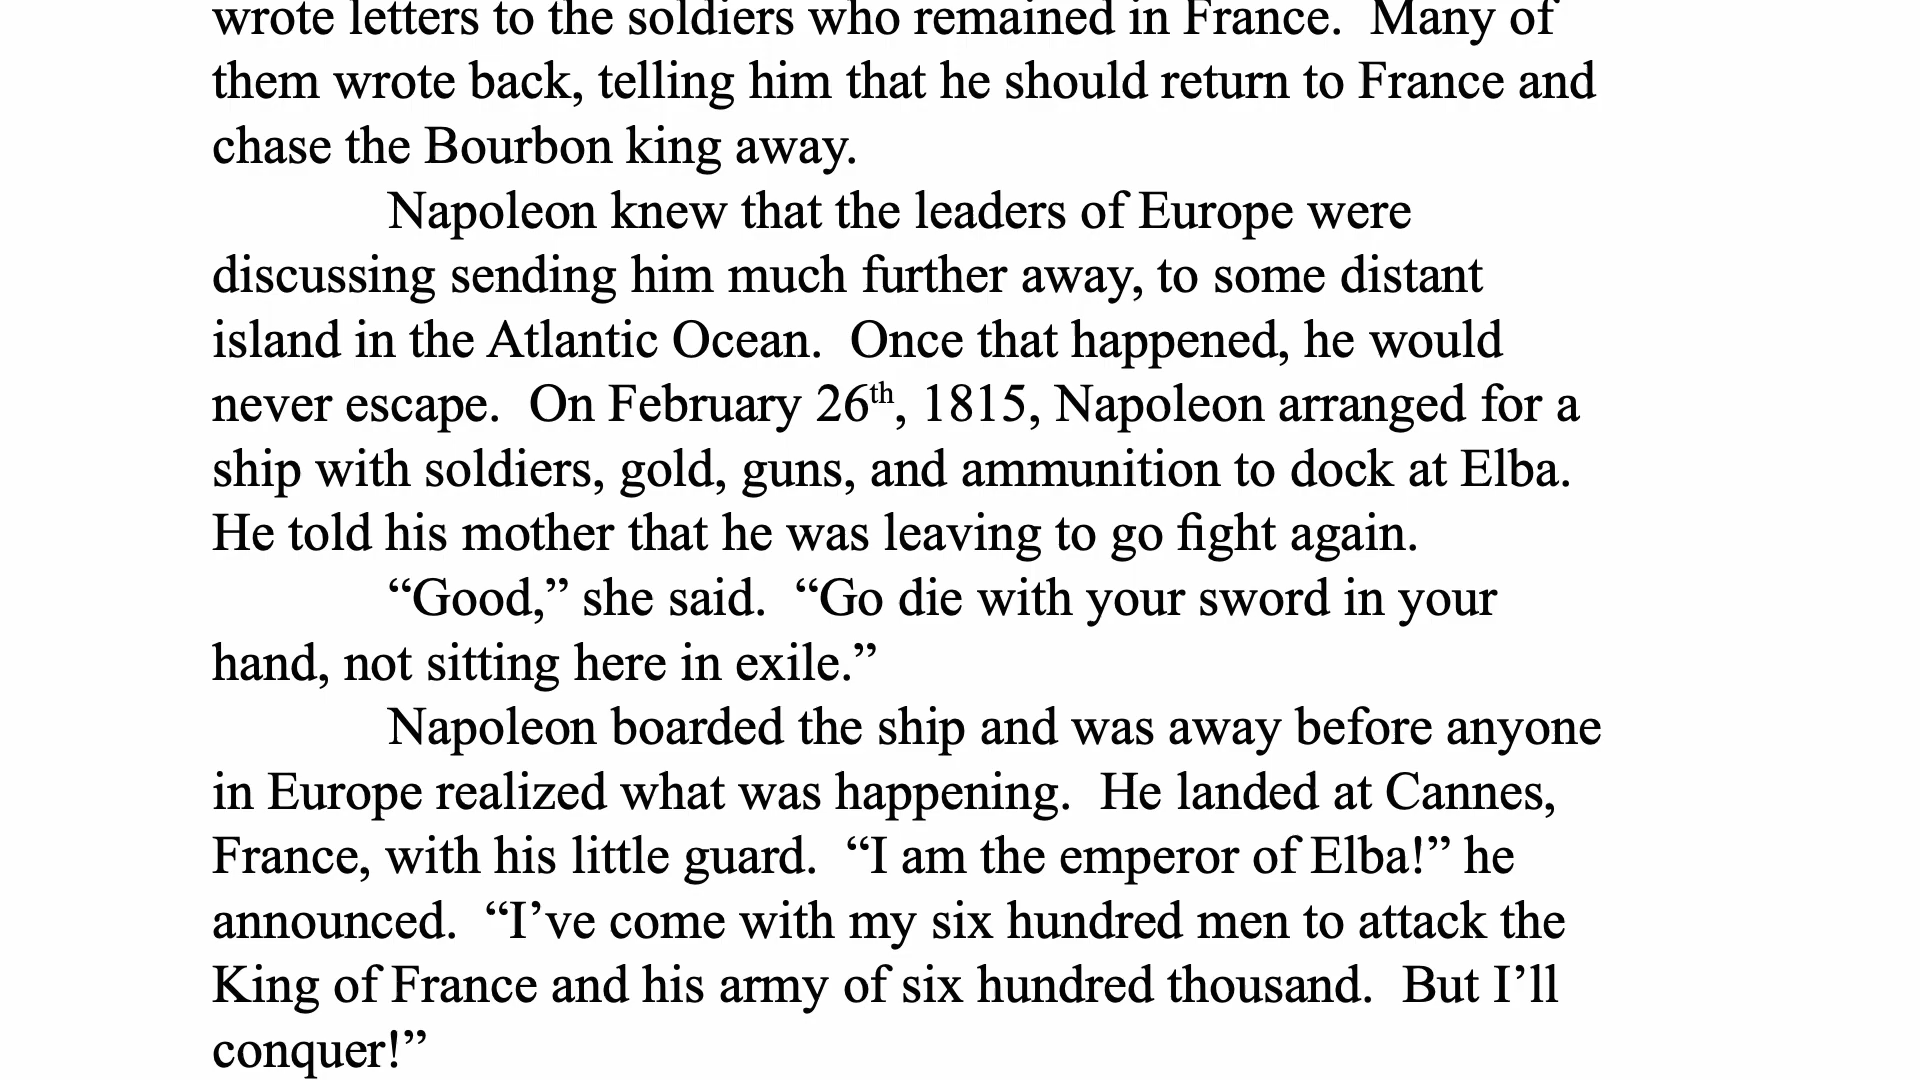 wrote letters to the soldiers who remained in France.  Many of
them wrote back, telling him that he should return to France and
chase the Bourbon king away.
Napoleon knew that the leaders of Europe were
discussing sending him much further away, to some distant
island in the Atlantic Ocean.  Once that happened, he would
never escape.  On February 26th, 1815, Napoleon arranged for a
ship with soldiers, gold, guns, and ammunition to dock at Elba.
He told his mother that he was leaving to go fight again.
“Good,” she said.  “Go die with your sword in your
hand, not sitting here in exile.”
Napoleon boarded the ship and was away before anyone
in Europe realized what was happening.  He landed at Cannes,
France, with his little guard.  “I am the emperor of Elba!” he
announced.  “I’ve come with my six hundred men to attack the
King of France and his army of six hundred thousand.  But I’ll
conquer!”